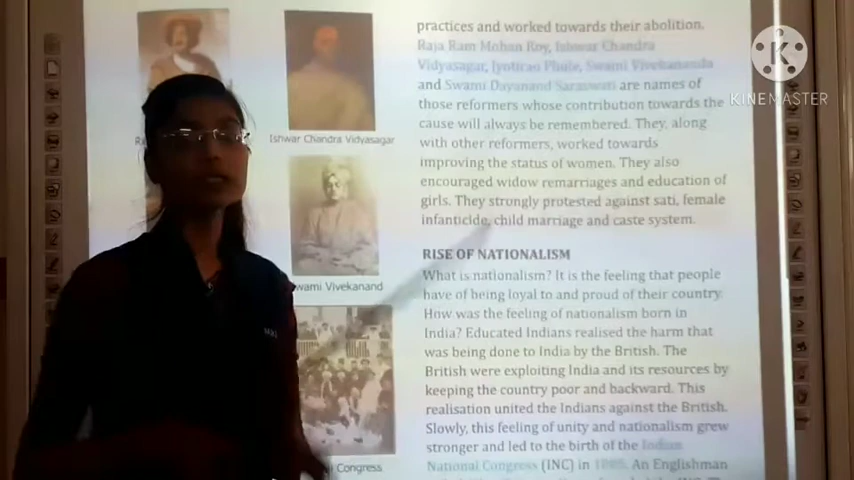 practices and worked towards their abolition.
Raja Ram Mohan Roy, Ishwar Chandra
Vidyasagar, Jyotirao Phule, Swami Vivekananda
and Swami Dayanand Saraswati are names of
those reformers whose contribution towards the
cause will always be remembered. They, along
with other reformers, worked towards
improving the status of women. They also
encouraged widow remarriages and education of
girls. They strongly protested against sati, female
infanticide, child marriage and caste system.
RISE OF NATIONALISM
What is nationalism? It is the feeling that people
have of being loyal to and proud of their country.
How was the feeling of nationalism born in
India? Educated Indians realised the harm that
was being done to India by the British. The
British were exploiting India and its resources by
keeping the country poor and backward. This
realisation united the Indians against the British.
Slowly, this feeling of unity and nationalism grew
stronger and led to the birth of the Indian
National Congress (INC) in 1885. An Englishman
Ishwar Chandra Vidyasagar
Vivekanand
Congress
KINEMASTER